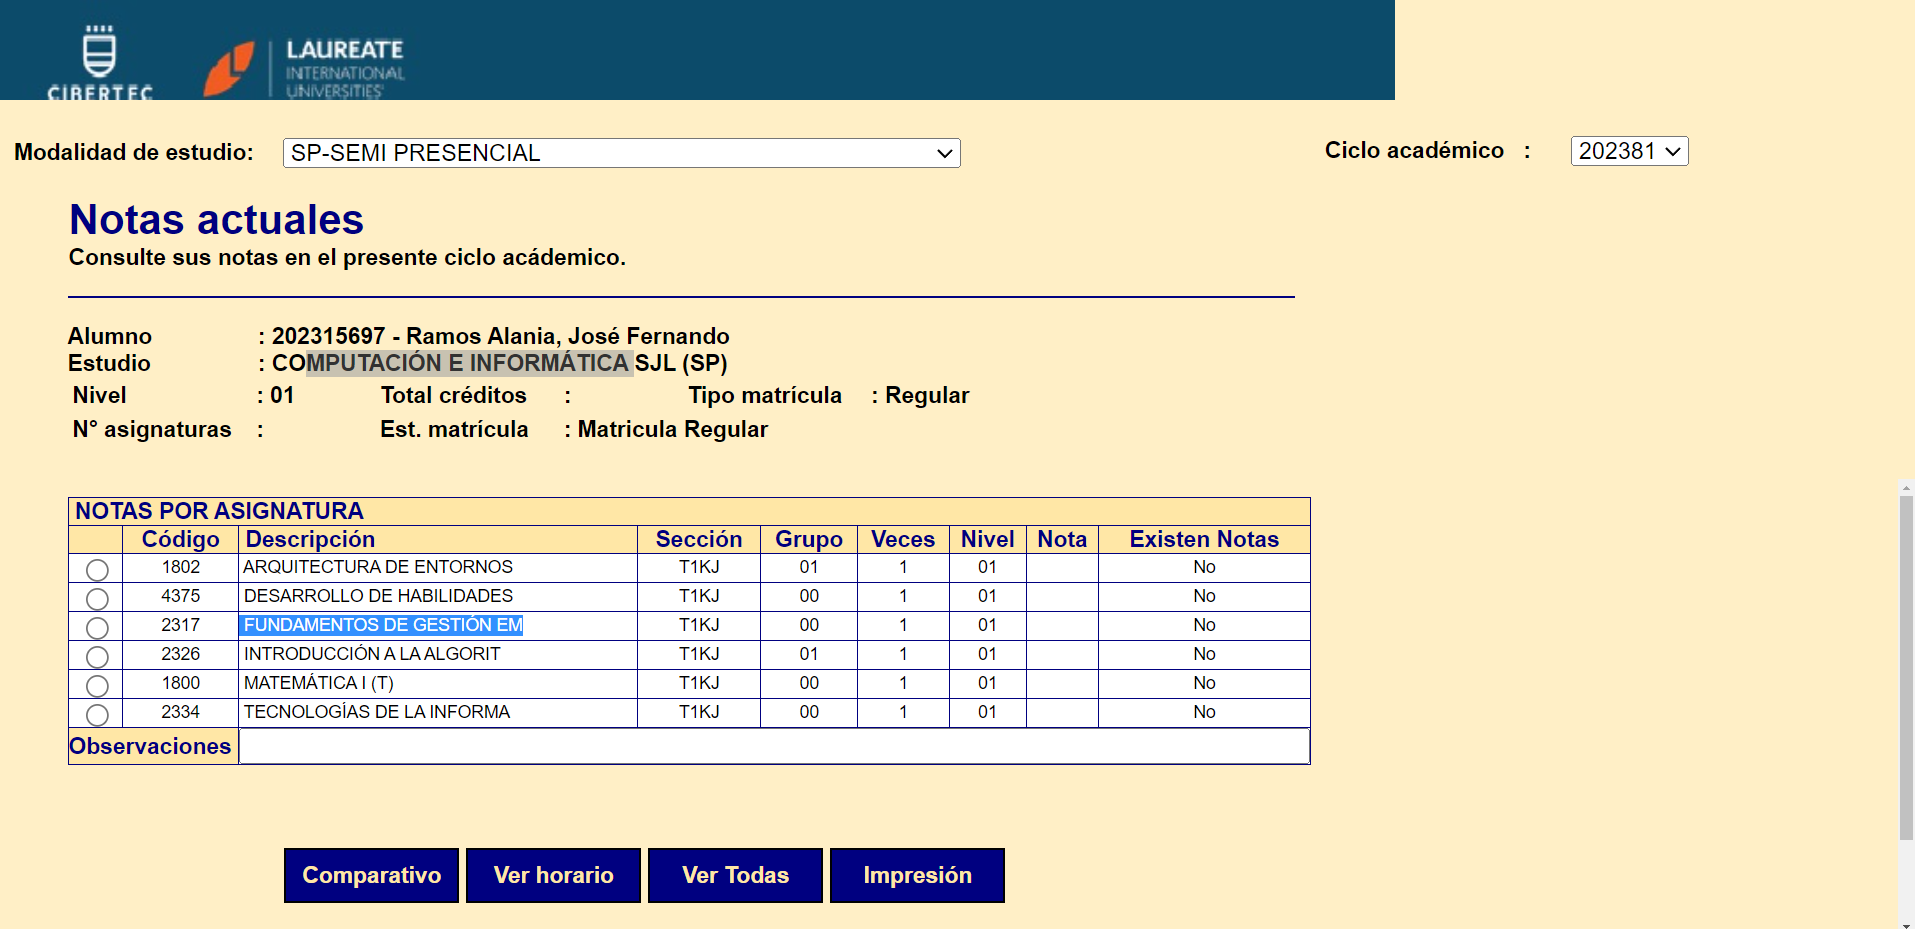 CIBERTEC
LAUREATE
INTERNATIONAL
UNIVERSITIES
Modalidad de estudio: SP-SEMI PRESENCIAL Ciclo académico : 202381
Notas actuales
Consulte sus notas en el presente ciclo acádemico.
Alumno : 202315697 - Ramos Alania, José Fernando
Estudio : COMPUTACIÓN E INFORMÁTICA SJL (SP)
Nivel : 01 Total créditos : Tipo matrícula : Regular
N° asignaturas : Est. matrícula : Matricula Regular
NOTAS POR ASIGNATURA
Código Descripción Sección Grupo Veces Nivel Nota Existen Notas
1802 ARQUITECTURA DE ENTORNOS T1KJ 01 1 01 No
4375 DESARROLLO DE HABILIDADES T1KJ 00 1 01 No
2317 FUNDAMENTOS DE GESTIÓN EM T1KJ 00 1 01 No
2326 INTRODUCCIÓN A LA ALGORIT T1KJ 01 1 01 No
1800 MATEMÁTICA I (T) T1KJ 00 1 01 No
2334 TECNOLOGÍAS DE LA INFORMA T1KJ 00 1 01 No
Observaciones
Comparativo Ver horario Ver Todas Impresión